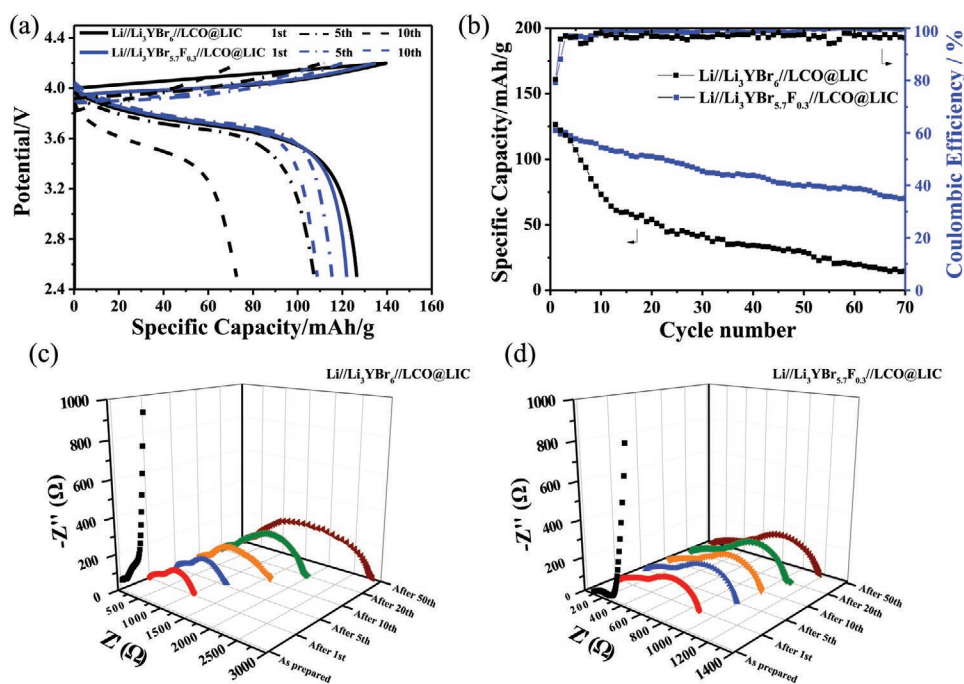 (a)
Li//Li3YBr6//LCO@LIC 1st 5th 10th
Li//Li3YBr5.7F0.3//LCO@LIC 1st 5th 10th
4.4
4.0
3.6
3.2
2.8
2.4
Potential/V
0 20 40 60 80 100 120 140 160
Specific Capacity/mAh/g
(b)
200
150
100
50
0
Specific Capacity/mAh/g
Li//Li3YBr6//LCO@LIC
Li//Li3YBr5.7F0.3//LCO@LIC
100
80
60
40
20
0
Coulombic Efficiency / %
0 10 20 30 40 50 60 70
Cycle number
(c)
Li//Li3YBr6//LCO@LIC
1000
800
600
400
200
0
-Z'' (Ω)
500
1000
1500
2000
2500
3000
Z'(Ω)
As prepared
After 1st
After 5th
After 10th
After 20th
After 50th
(d)
Li//Li3YBr5.7F0.3//LCO@LIC
1000
800
600
400
200
0
-Z'' (Ω)
200
400
600
800
1000
1200
1400
Z'(Ω)
As prepared
After 1st
After 5th
After 10th
After 20th
After 50th